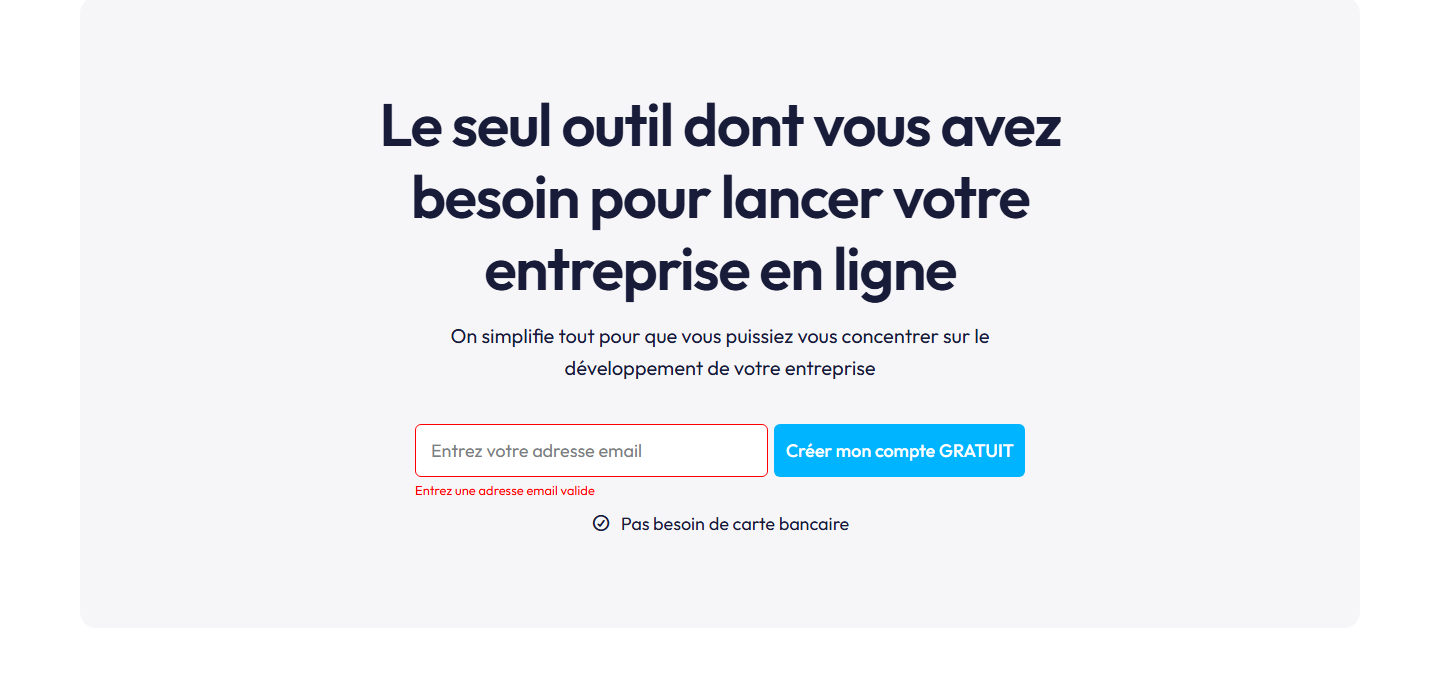 Le seul outil dont vous avez
besoin pour lancer votre
entreprise en ligne
On simplifie tout pour que vous puissiez vous concentrer sur le
développement de votre entreprise
Entrez votre adresse email
Créer mon compte GRATUIT
Entrez une adresse email valide
Pas besoin de carte bancaire